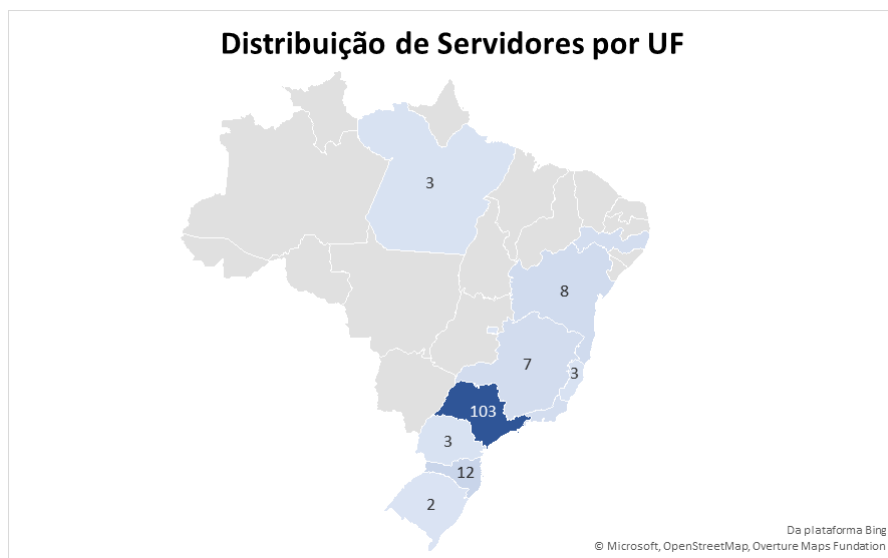 Distribuição de Servidores por UF
3
8
7
3
103
3
12
2
Da plataforma Bing
© Microsoft, OpenStreetMap, Overture Maps Fundation